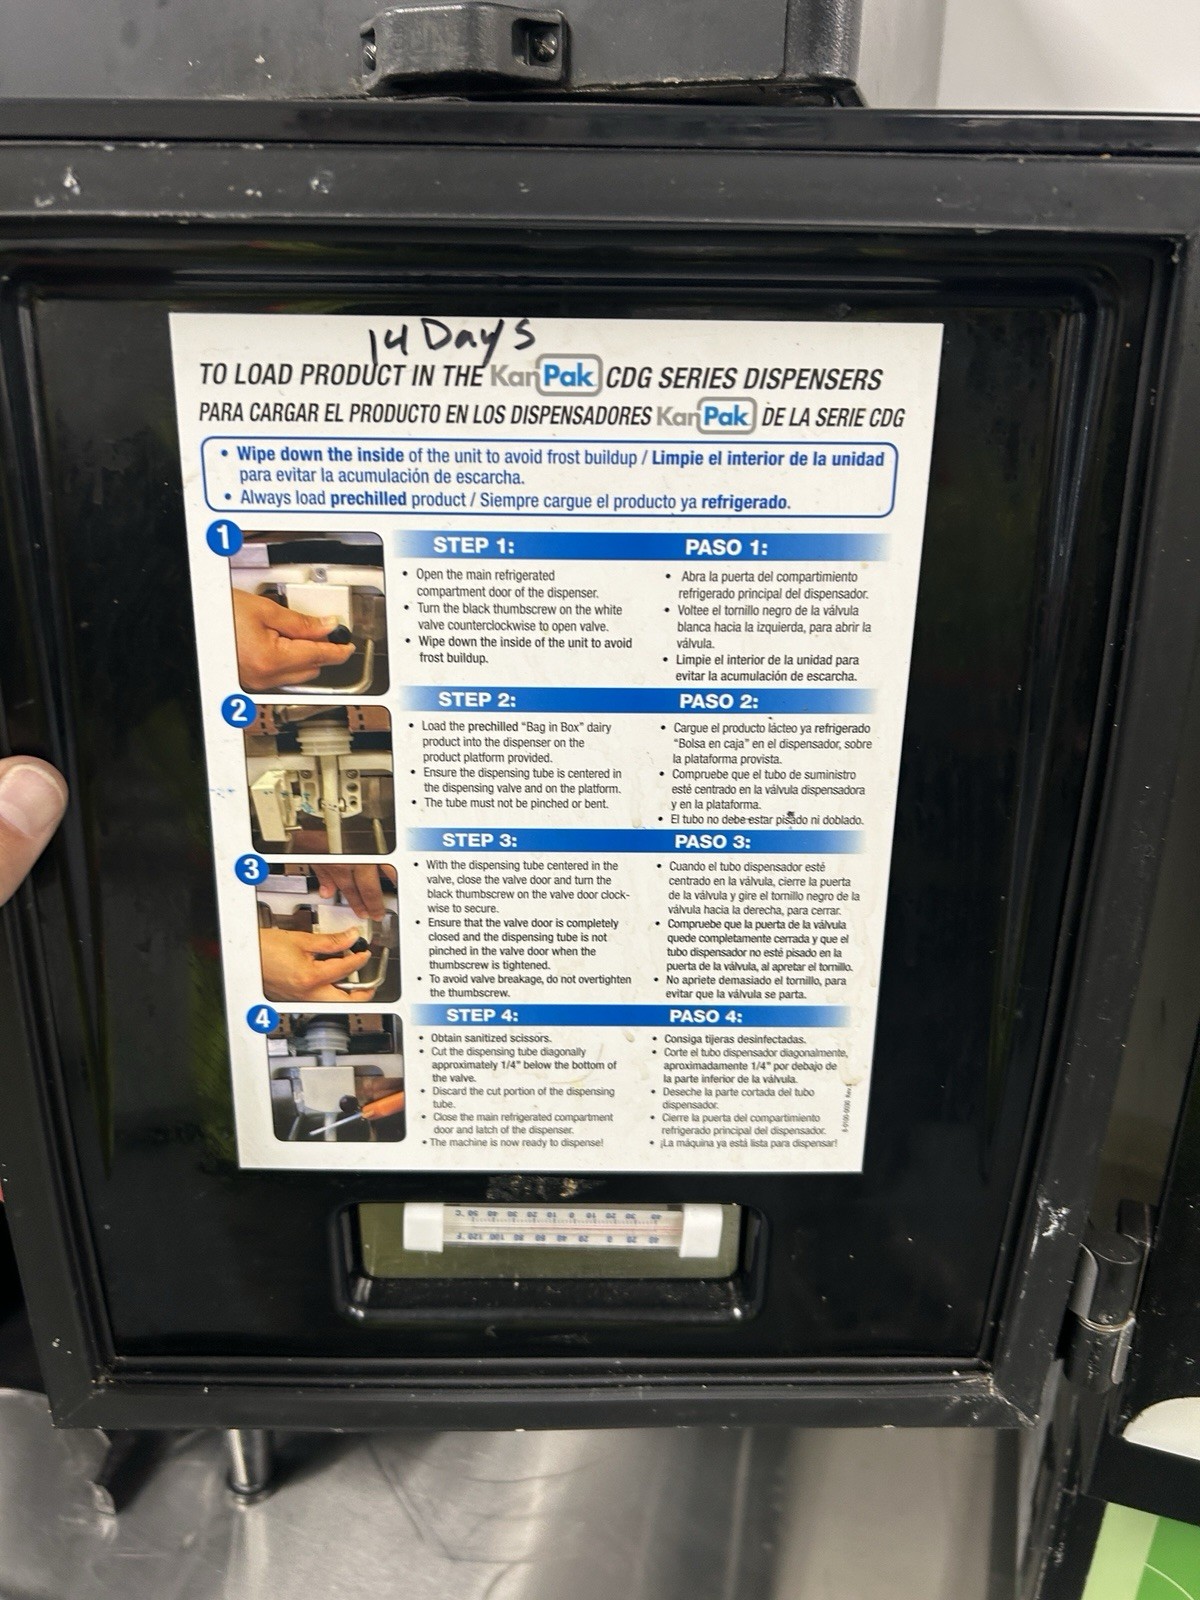 14 Days
TO LOAD PRODUCT IN THE KanPak CDG SERIES DISPENSERS
PARA CARGAR EL PRODUCTO EN LOS DISPENSADORES KanPak DE LA SERIE CDG
• Wipe down the inside of the unit to avoid frost buildup / Limpie el interior de la unidad
para evitar la acumulación de escarcha.
• Always load prechilled product / Siempre cargue el producto ya refrigerado.
1
STEP 1:
• Open the main refrigerated
compartment door of the dispenser.
• Turn the black thumbscrew on the white
valve counterclockwise to open valve.
• Wipe down the inside of the unit to avoid
frost buildup.
PASO 1:
• Abra la puerta del compartimiento
refrigerado principal del dispensador.
• Voltee el tornillo negro de la válvula
blanca hacia la izquierda, para abrir la
válvula.
• Limpie el interior de la unidad para
evitar la acumulación de escarcha.
2
STEP 2:
• Load the prechilled "Bag in Box" dairy
product into the dispenser on the
product platform provided.
• Ensure the dispensing tube is centered in
the dispensing valve and on the platform.
• The tube must not be pinched or bent.
PASO 2:
• Cargue el producto lácteo ya refrigerado
"Bolsa en caja" en el dispensador, sobre
la plataforma provista.
• Compruebe que el tubo de suministro
esté centrado en la válvula dispensadora
y en la plataforma.
• El tubo no debe estar pisado ni doblado.
3
STEP 3:
• With the dispensing tube centered in the
valve, close the valve door and turn the
black thumbscrew on the valve door clock-
wise to secure.
• Ensure that the valve door is completely
closed and the dispensing tube is not
pinched in the valve door when the
thumbscrew is tightened.
• To avoid valve breakage, do not overtighten
the thumbscrew.
PASO 3:
• Cuando el tubo dispensador esté
centrado en la válvula, cierre la puerta
de la válvula y gire el tornillo negro de la
válvula hacia la derecha, para cerrar.
• Compruebe que la puerta de la válvula
quede completamente cerrada y que el
tubo dispensador no esté pisado en la
puerta de la válvula, al apretar el tornillo.
• No apriete demasiado el tornillo, para
evitar que la válvula se parta.
4
STEP 4:
• Obtain sanitized scissors.
• Cut the dispensing tube diagonally
approximately 1/4" below the bottom of
the valve.
• Discard the cut portion of the dispensing
tube.
• Close the main refrigerated compartment
door and latch of the dispenser.
• The machine is now ready to dispense!
PASO 4:
• Consiga tijeras desinfectadas.
• Corte el tubo dispensador diagonalmente,
aproximadamente 1/4" por debajo de
la parte inferior de la válvula.
• Deseche la parte cortada del tubo
dispensador.
• Cierre la puerta del compartimiento
refrigerado principal del dispensador.
• ¡La máquina ya está lista para dispensar!
°C 50 40 30 20 10 0 10 20 30 40
°F 120 100 80 60 40 20 0 20 40